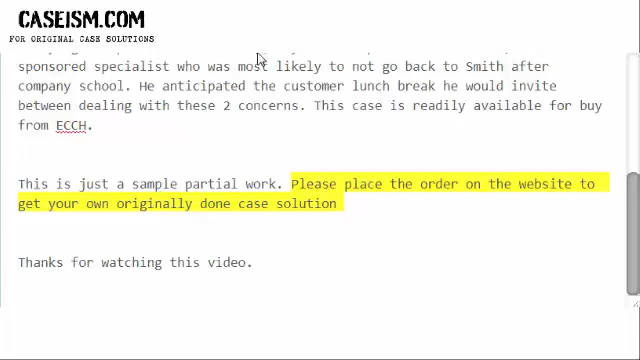 CASEISM.COM
FOR ORIGINAL CASE SOLUTIONS
sponsored specialist who was most likely to not go back to Smith after
company school. He anticipated the customer lunch break he would invite
between dealing with these 2 concerns. This case is readily available for buy
from ECCH.
This is just a sample partial work. Please place the order on the website to
get your own originally done case solution
Thanks for watching this video.